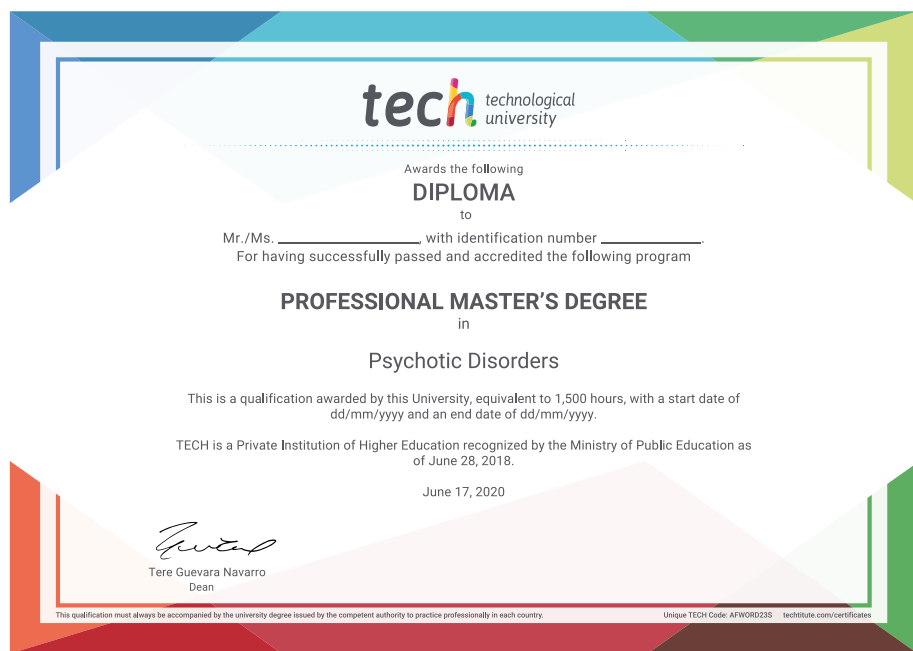 tech technological
university
Awards the following
DIPLOMA
to
Mr./Ms. ____________________, with identification number ______________.
For having successfully passed and accredited the following program
PROFESSIONAL MASTER'S DEGREE
in
Psychotic Disorders
This is a qualification awarded by this University, equivalent to 1,500 hours, with a start date of
dd/mm/yyyy and an end date of dd/mm/yyyy.
TECH is a Private Institution of Higher Education recognized by the Ministry of Public Education as
of June 28, 2018.
June 17, 2020
Tere Guevara Navarro
Dean
This qualification must always be accompanied by the university degree issued by the competent authority to practice professionally in each country.
Unique TECH Code: AFWORD23S techtitute.com/certificates